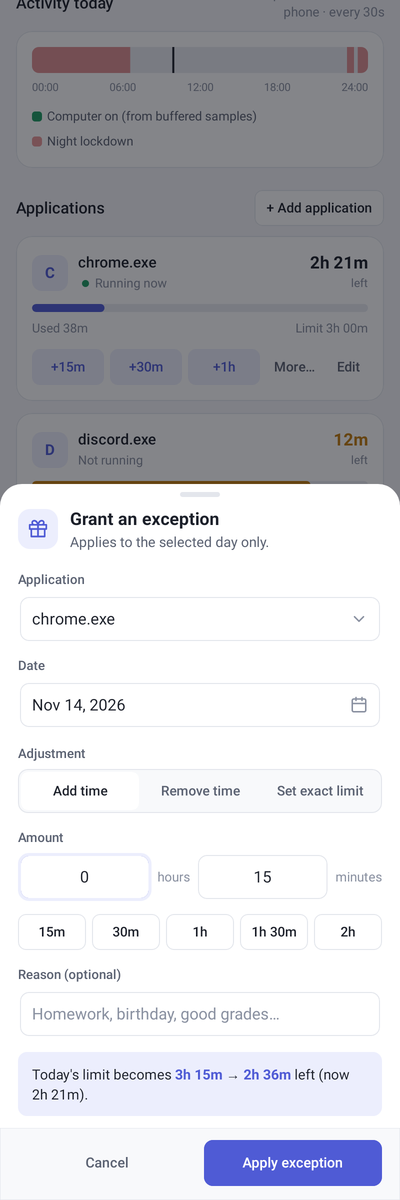 Activity today
phone · every 30s
00:00 06:00 12:00 18:00 24:00
Computer on (from buffered samples)
Night lockdown
Applications
+ Add application
C
chrome.exe
2h 21m
Running now
left
Used 38m
Limit 3h 00m
+15m +30m +1h More... Edit
D
discord.exe
12m
Not running
left
Grant an exception
Applies to the selected day only.
Application
chrome.exe
Date
Nov 14, 2026
Adjustment
Add time Remove time Set exact limit
Amount
0 hours 15 minutes
15m 30m 1h 1h 30m 2h
Reason (optional)
Homework, birthday, good grades...
Today's limit becomes 3h 15m → 2h 36m left (now
2h 21m).
Cancel Apply exception